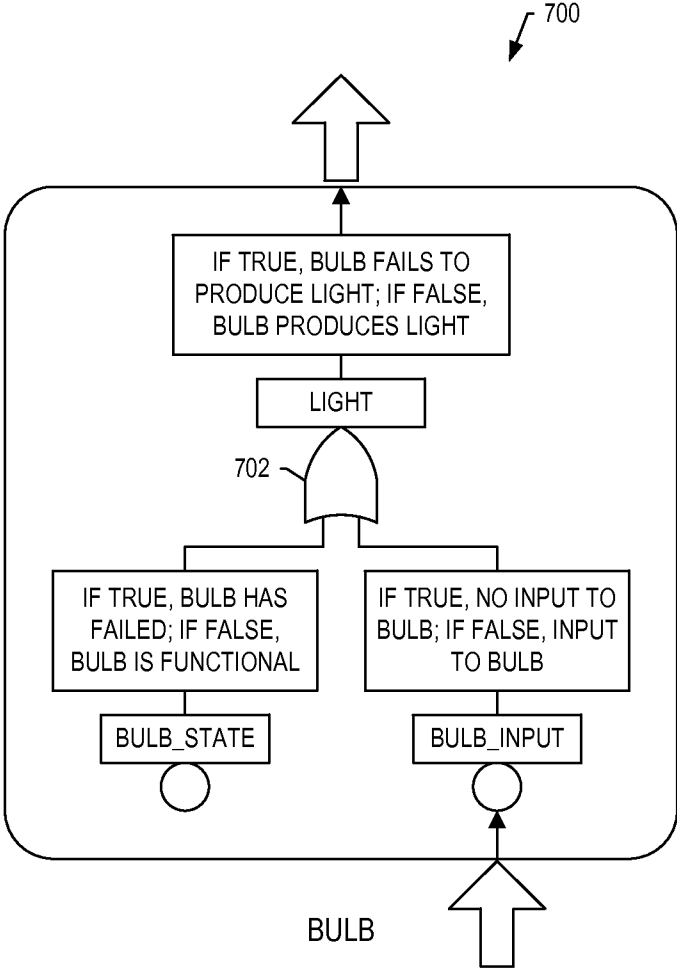 700
IF TRUE, BULB FAILS TO
PRODUCE LIGHT; IF FALSE,
BULB PRODUCES LIGHT
LIGHT
702
IF TRUE, BULB HAS
FAILED; IF FALSE,
BULB IS FUNCTIONAL
IF TRUE, NO INPUT TO
BULB; IF FALSE, INPUT
TO BULB
BULB_STATE
BULB_INPUT
BULB